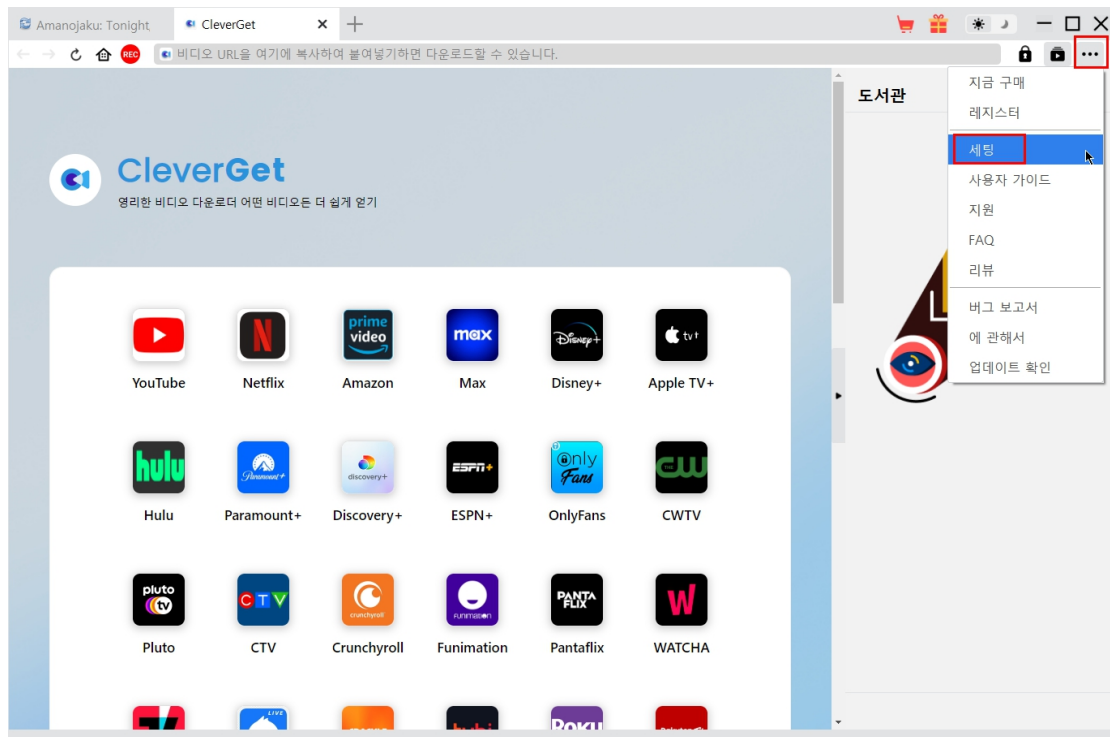 Amanojaku: Tonight
CleverGet
REC
비디오 URL을 여기에 복사하여 붙여넣기하면 다운로드할 수 있습니다.
도서관
지금 구매
레지스터
세팅
사용자 가이드
지원
FAQ
리뷰
버그 보고서
에 관해서
업데이트 확인
CleverGet
영리한 비디오 다운로더 어떤 비디오든 더 쉽게 얻기
prime video
max
Disney+
tv+
YouTube
Netflix
Amazon
Max
Disney+
Apple TV+
hulu
Paramount+
discovery+
ESPN+
Only Fans
THE CW
Hulu
Paramount+
Discovery+
ESPN+
OnlyFans
CWTV
pluto tv
CTV
crunchyroll
FUNIMATION
PANTAFLIX
W
Pluto
CTV
Crunchyroll
Funimation
Pantaflix
WATCHA
LIVE
ROKU